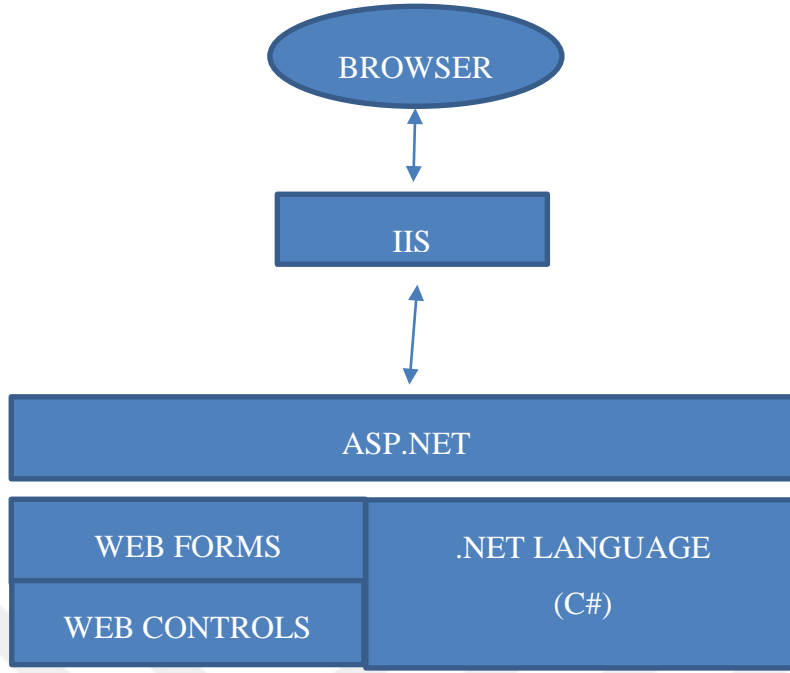 BROWSER
IIS
ASP.NET
WEB FORMS
WEB CONTROLS
.NET LANGUAGE
(C#)